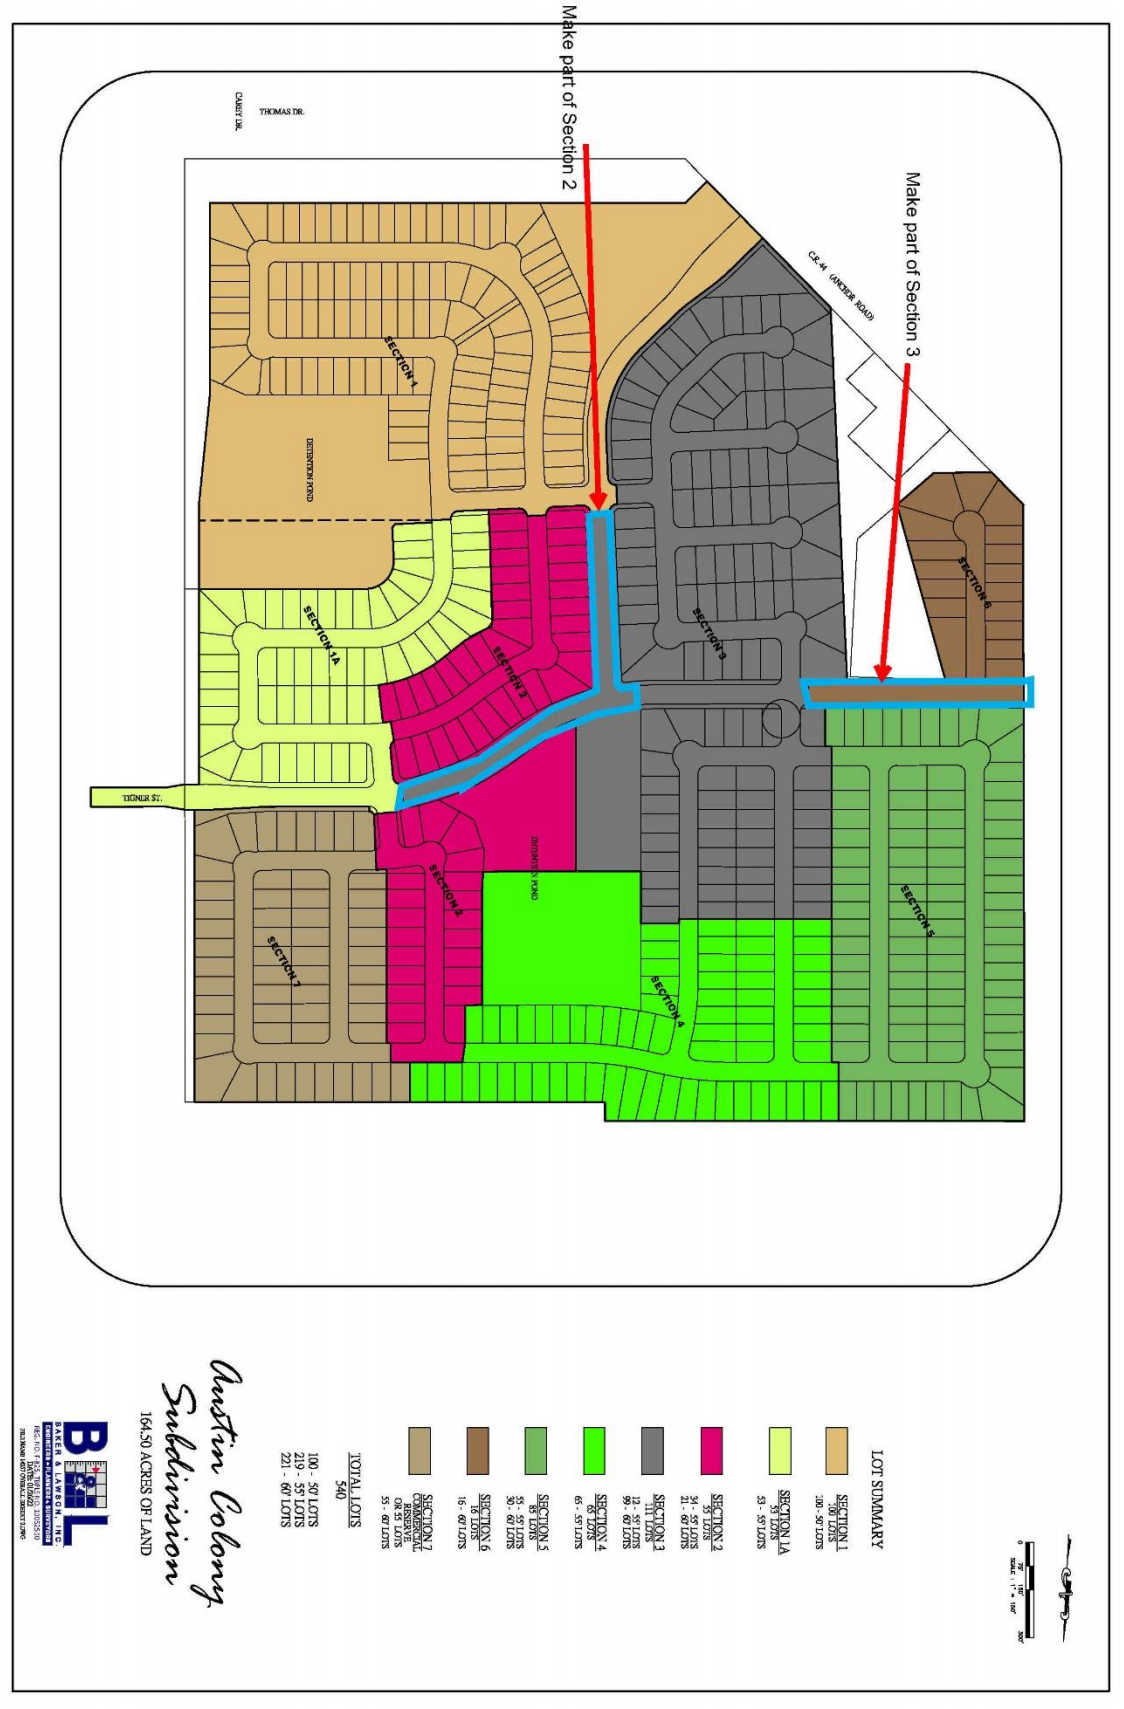 Make part of Section 2
Make part of Section 3
CAREY DR.
THOMAS DR.
C.R. 44 (ANCHOR ROAD)
SECTION 1
DETENTION POND
SECTION 1A
SECTION 2
SECTION 3
SECTION 6
TIGNER ST.
DETENTION POND
SECTION 2
SECTION 5
SECTION 7
SECTION 4
LOT SUMMARY
SECTION 1
100 LOTS
100 - 50' LOTS
SECTION 1A
53 LOTS
53 - 55' LOTS
SECTION 2
55 LOTS
34 - 55' LOTS
21 - 60' LOTS
SECTION 3
111 LOTS
12 - 55' LOTS
99 - 60' LOTS
SECTION 4
65 LOTS
65 - 55' LOTS
SECTION 5
85 LOTS
55 - 55' LOTS
30 - 60' LOTS
SECTION 6
16 LOTS
16 - 60' LOTS
SECTION 7
COMMERCIAL
RESERVE
OR 55 LOTS
55 - 60' LOTS
TOTAL LOTS
540
100 - 50' LOTS
219 - 55' LOTS
221 - 60' LOTS
Austin Colony
Subdivision
164.50 ACRES OF LAND
B & L
BAKER & LAWSON, INC.
ENGINEERS • PLANNERS & SURVEYORS
SCALE : 1" = 150'